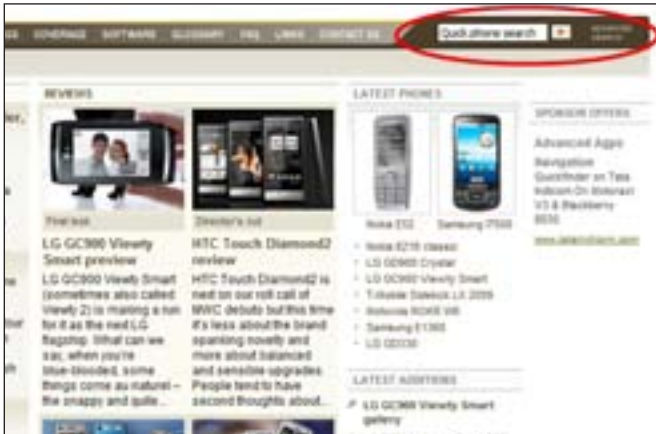 GS COVERAGE SOFTWARE GLOSSARY FAQ LINKS CONTACT US
Quick phone search
ADVANCED SEARCH
REVIEWS
First look
LG GC900 Viewty
Smart preview
LG GC900 Viewty Smart
(sometimes also called
Viewty 2) is making a run
for it as the next LG
flagship. What can we
say, when you're
blue-blooded, some
things come au naturel –
the snappy and quite...
Director's cut
HTC Touch Diamond2
review
HTC Touch Diamond2 is
next on our roll call of
MWC debuts but this time
it's less about the brand
spanking novelty and
more about balanced
and sensible upgrades.
People tend to have
second thoughts about...
LATEST PHONES
Nokia E52
Samsung I7500
Nokia 6216 classic
LG GD900 Crystal
LG GC900 Viewty Smart
T-Mobile Sidekick LX 2009
Motorola ROKR W6
Samsung E1360
LG GD330
LATEST ADDITIONS
LG GC900 Viewty Smart
gallery
SPONSOR OFFERS
Advanced Apps
Navigation
Quickfinder on Tata
Indicom On Motorazr
V3 & Blackberry
8830